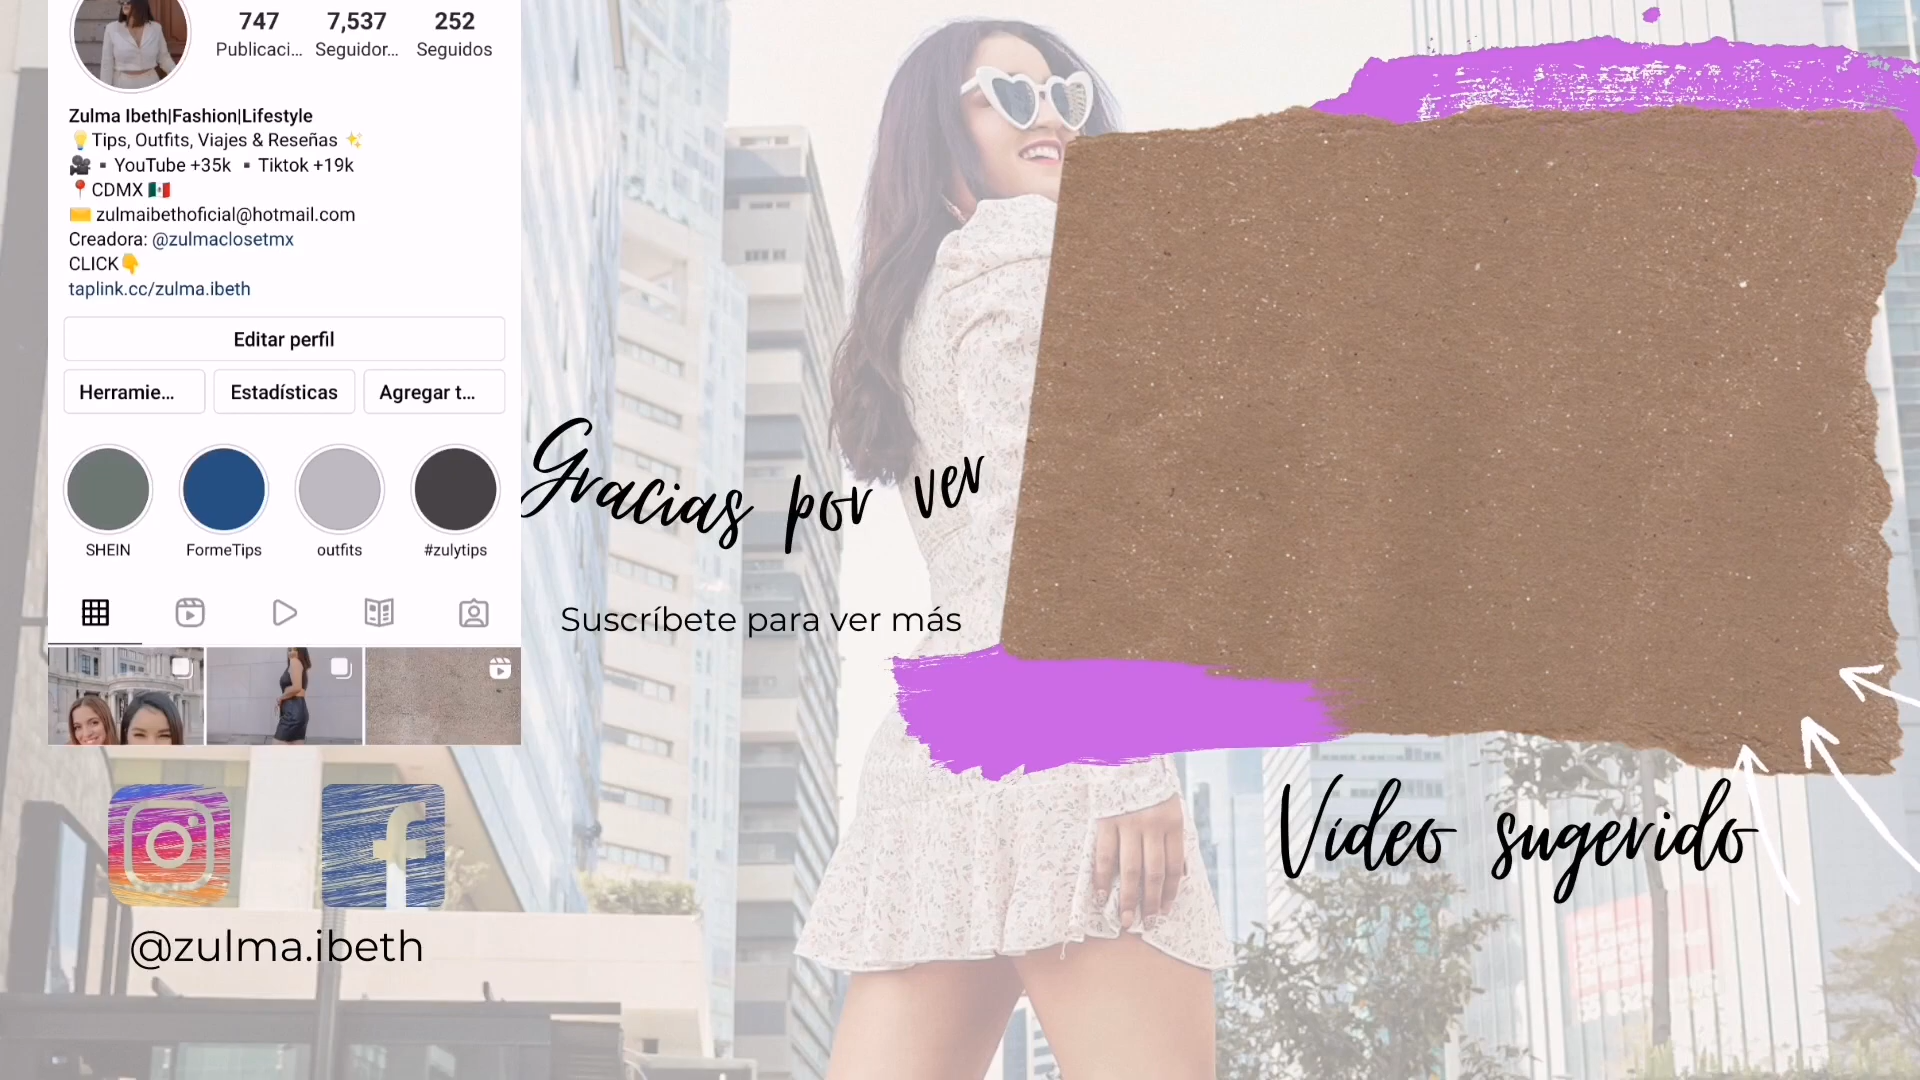 747 7,537 252
Publicaci... Seguidor... Seguidos
Zulma Ibeth|Fashion|Lifestyle
💡Tips, Outfits, Viajes & Reseñas ✨
🎥▪️YouTube +35k ▪️Tiktok +19k
📍CDMX 🇲🇽
✉️ zulmaibethoficial@hotmail.com
Creadora: @zulmaclosetmx
CLICK👇
taplink.cc/zulma.ibeth
Editar perfil
Herramie... Estadísticas Agregar t...
SHEIN FormeTips outfits #zulytips
Gracias por ver
Suscríbete para ver más
Video sugerido
@zulma.ibeth